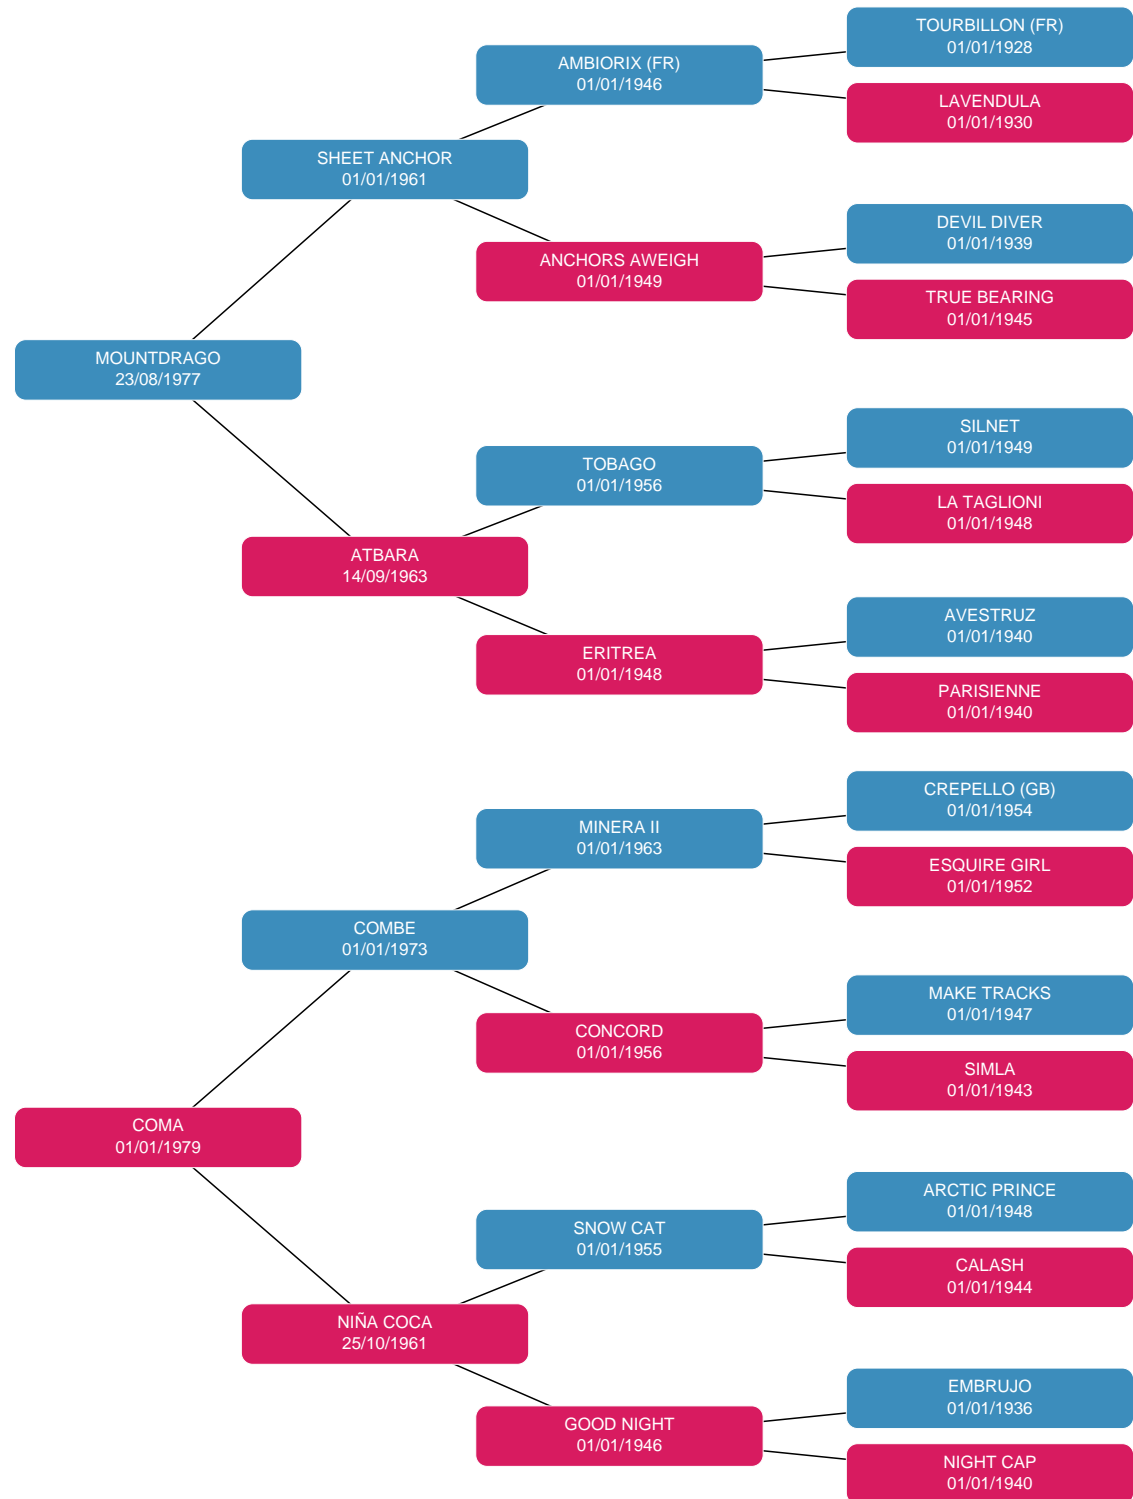 TOURBILLON (FR)
01/01/1928
AMBIORIX (FR)
01/01/1946
LAVENDULA
01/01/1930
SHEET ANCHOR
01/01/1961
DEVIL DIVER
01/01/1939
ANCHORS AWEIGH
01/01/1949
TRUE BEARING
01/01/1945
MOUNTDRAGO
23/08/1977
SILNET
01/01/1949
TOBAGO
01/01/1956
LA TAGLIONI
01/01/1948
ATBARA
14/09/1963
AVESTRUZ
01/01/1940
ERITREA
01/01/1948
PARISIENNE
01/01/1940
CREPELLO (GB)
01/01/1954
MINERA II
01/01/1963
ESQUIRE GIRL
01/01/1952
COMBE
01/01/1973
MAKE TRACKS
01/01/1947
CONCORD
01/01/1956
SIMLA
01/01/1943
COMA
01/01/1979
ARCTIC PRINCE
01/01/1948
SNOW CAT
01/01/1955
CALASH
01/01/1944
NIÑA COCA
25/10/1961
EMBRUJO
01/01/1936
GOOD NIGHT
01/01/1946
NIGHT CAP
01/01/1940